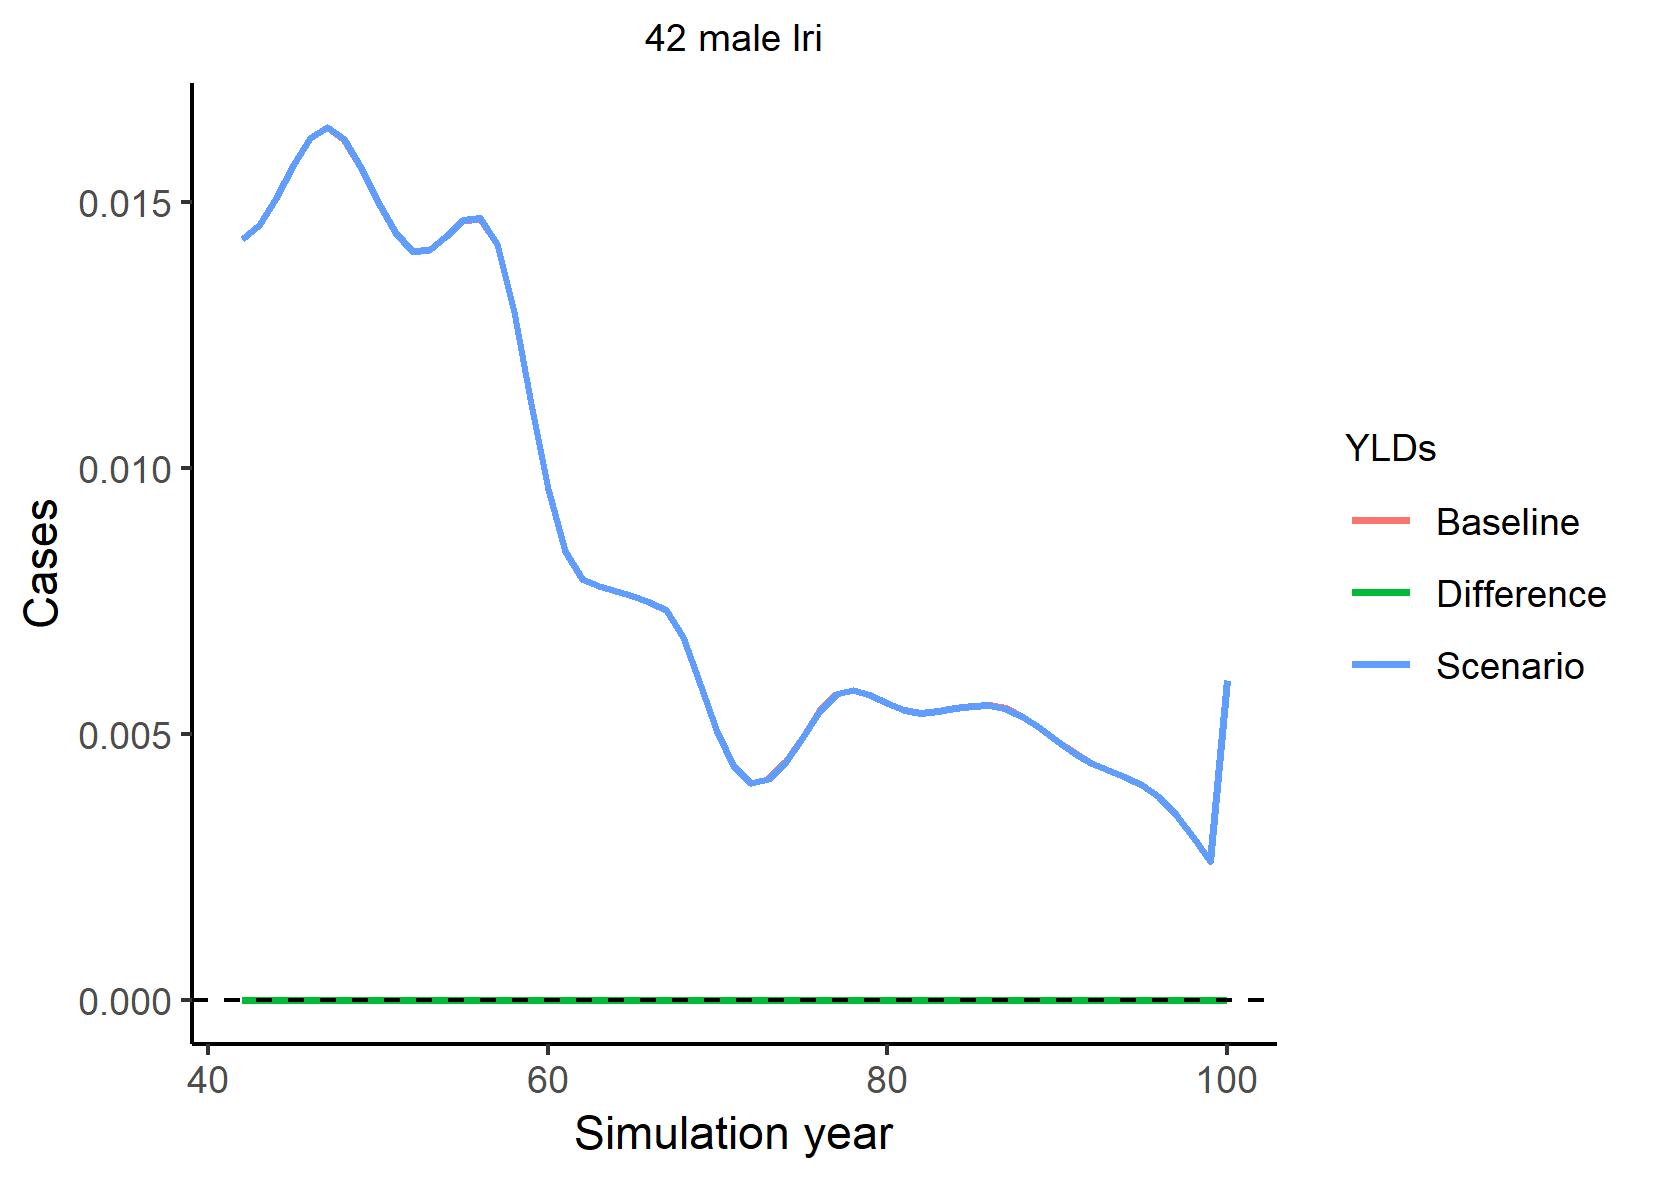 42 male lri
0.015
0.010
0.005
0.000
Cases
40 60 80 100
Simulation year
YLDs
Baseline
Difference
Scenario